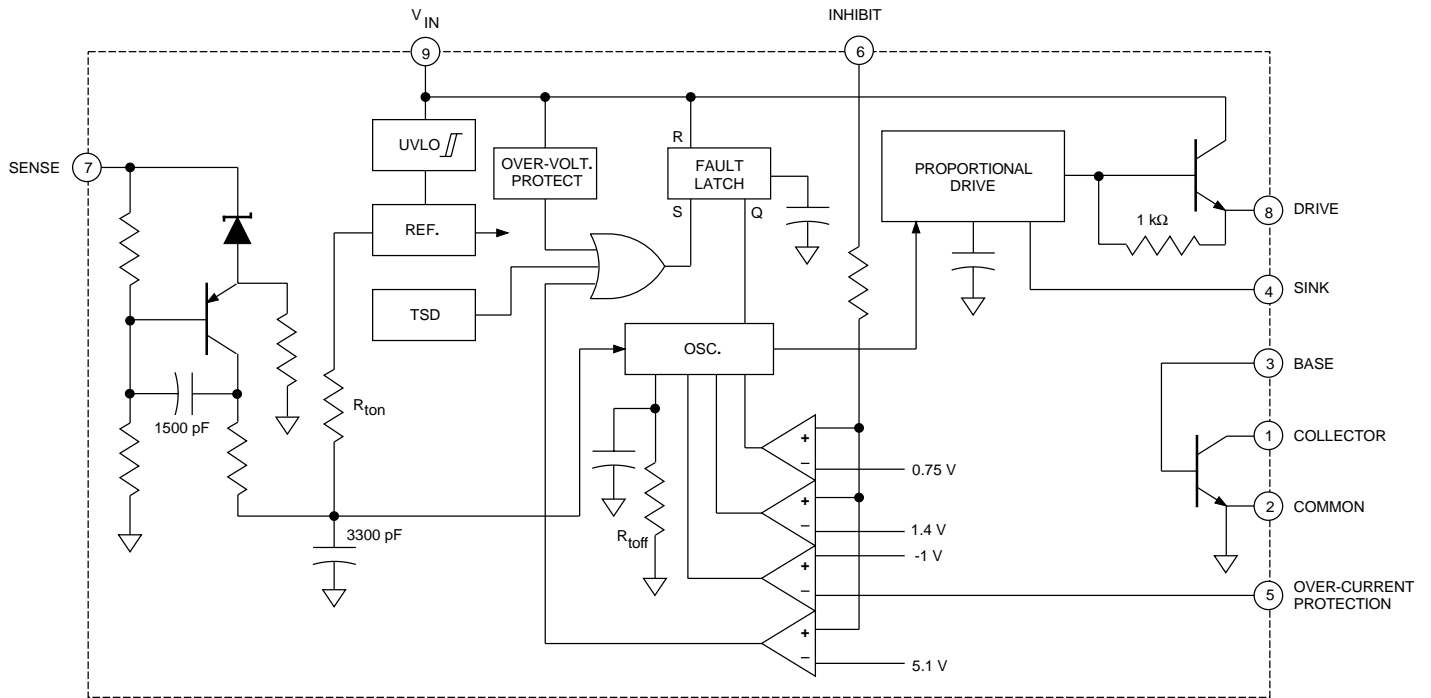 V IN
INHIBIT
9
6
UVLO
R
SENSE
7
OVER-VOLT.
PROTECT
FAULT
LATCH
PROPORTIONAL
DRIVE
S
Q
8
DRIVE
REF.
1 kΩ
4
SINK
TSD
OSC.
3
BASE
Rton
1500 pF
+
–
0.75 V
1
COLLECTOR
+
–
1.4 V
2
COMMON
3300 pF
Rtoff
+
–
-1 V
5
OVER-CURRENT
PROTECTION
+
–
5.1 V